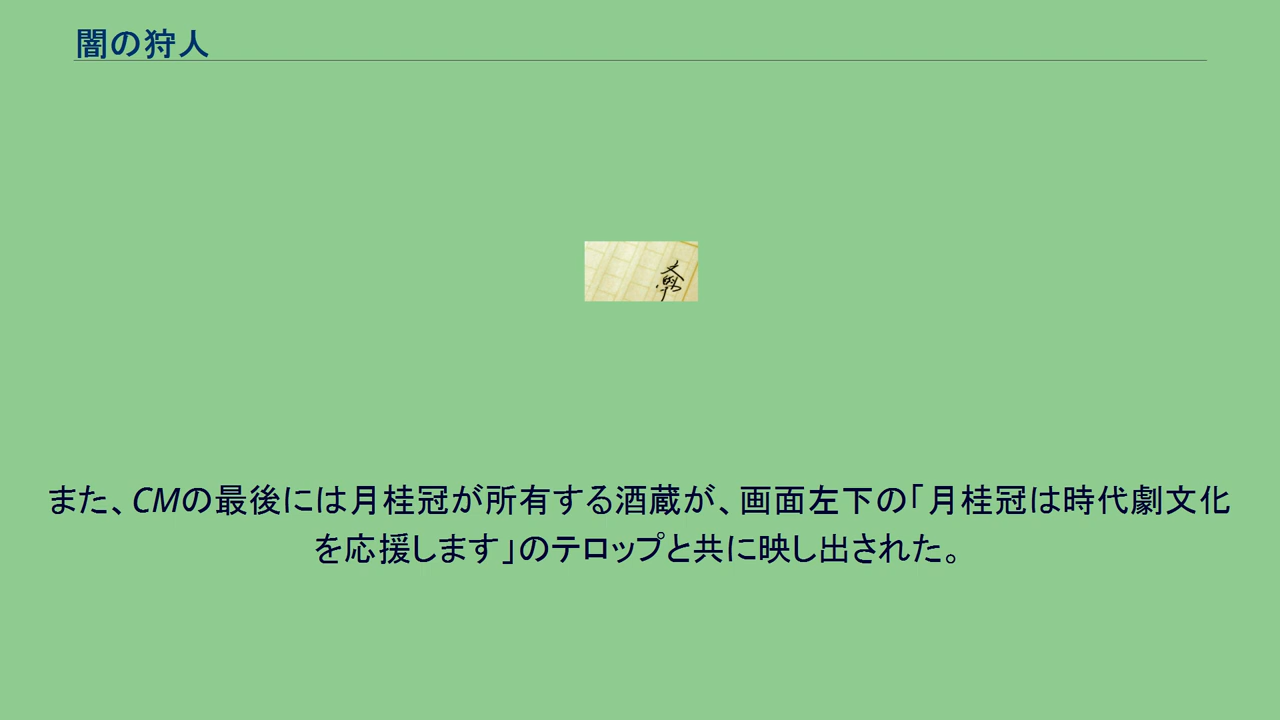 闇の狩人
また、CMの最後には月桂冠が所有する酒蔵が、画面左下の「月桂冠は時代劇文化
を応援します」のテロップと共に映し出された。